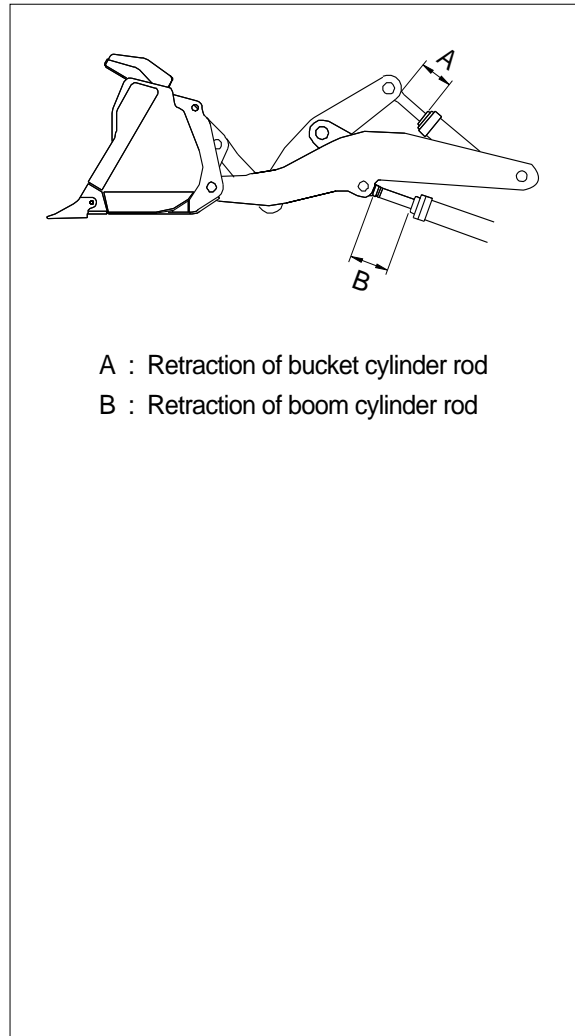 A
B
A : Retraction of bucket cylinder rod
B : Retraction of boom cylinder rod